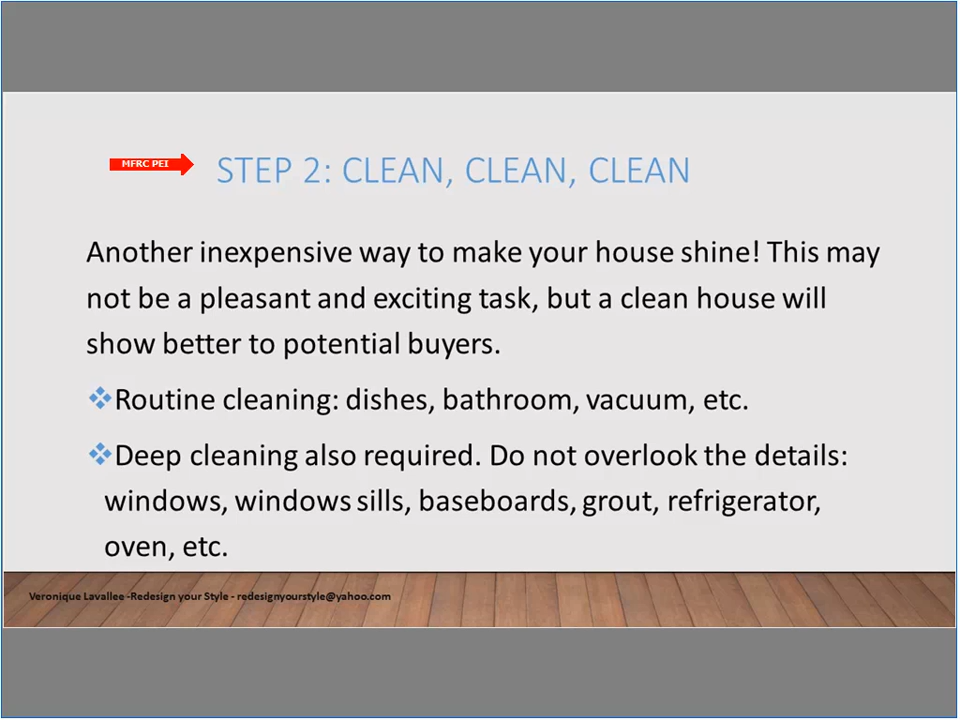 MFRC PEI
STEP 2: CLEAN, CLEAN, CLEAN
Another inexpensive way to make your house shine! This may
not be a pleasant and exciting task, but a clean house will
show better to potential buyers.
❖Routine cleaning: dishes, bathroom, vacuum, etc.
❖Deep cleaning also required. Do not overlook the details:
windows, windows sills, baseboards, grout, refrigerator,
oven, etc.
Veronique Lavallee -Redesign your Style - redesignyourstyle@yahoo.com